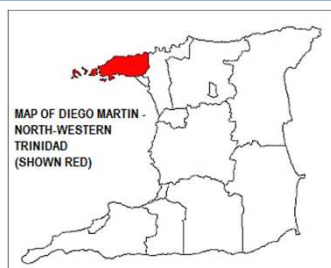 MAP OF DIEGO MARTIN -
NORTH-WESTERN
TRINIDAD
(SHOWN RED)